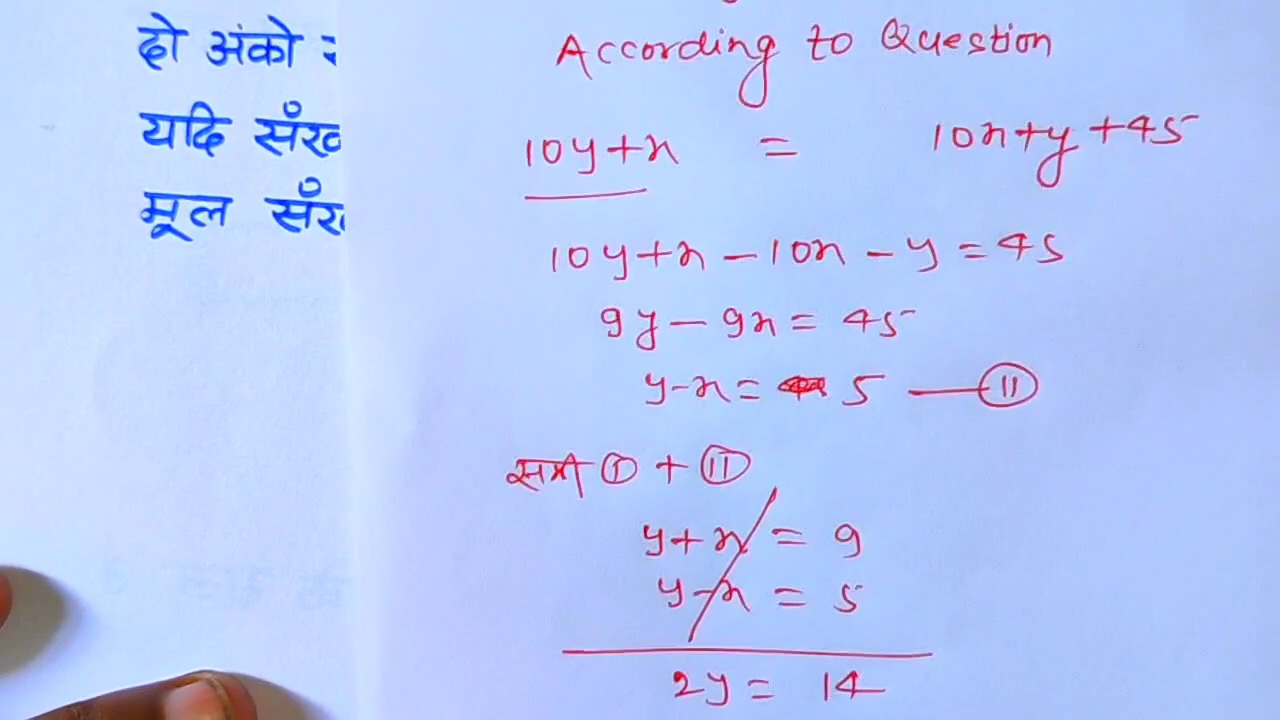 दो अंको
यदि संख
मूल संख
According to Question
10y+x = 10x+y+45
10y+x-10x-y=45
9y-9x=45
y-x= 5 — (II)
समी (I) + (II)
y+x = 9
y-x = 5
2y = 14